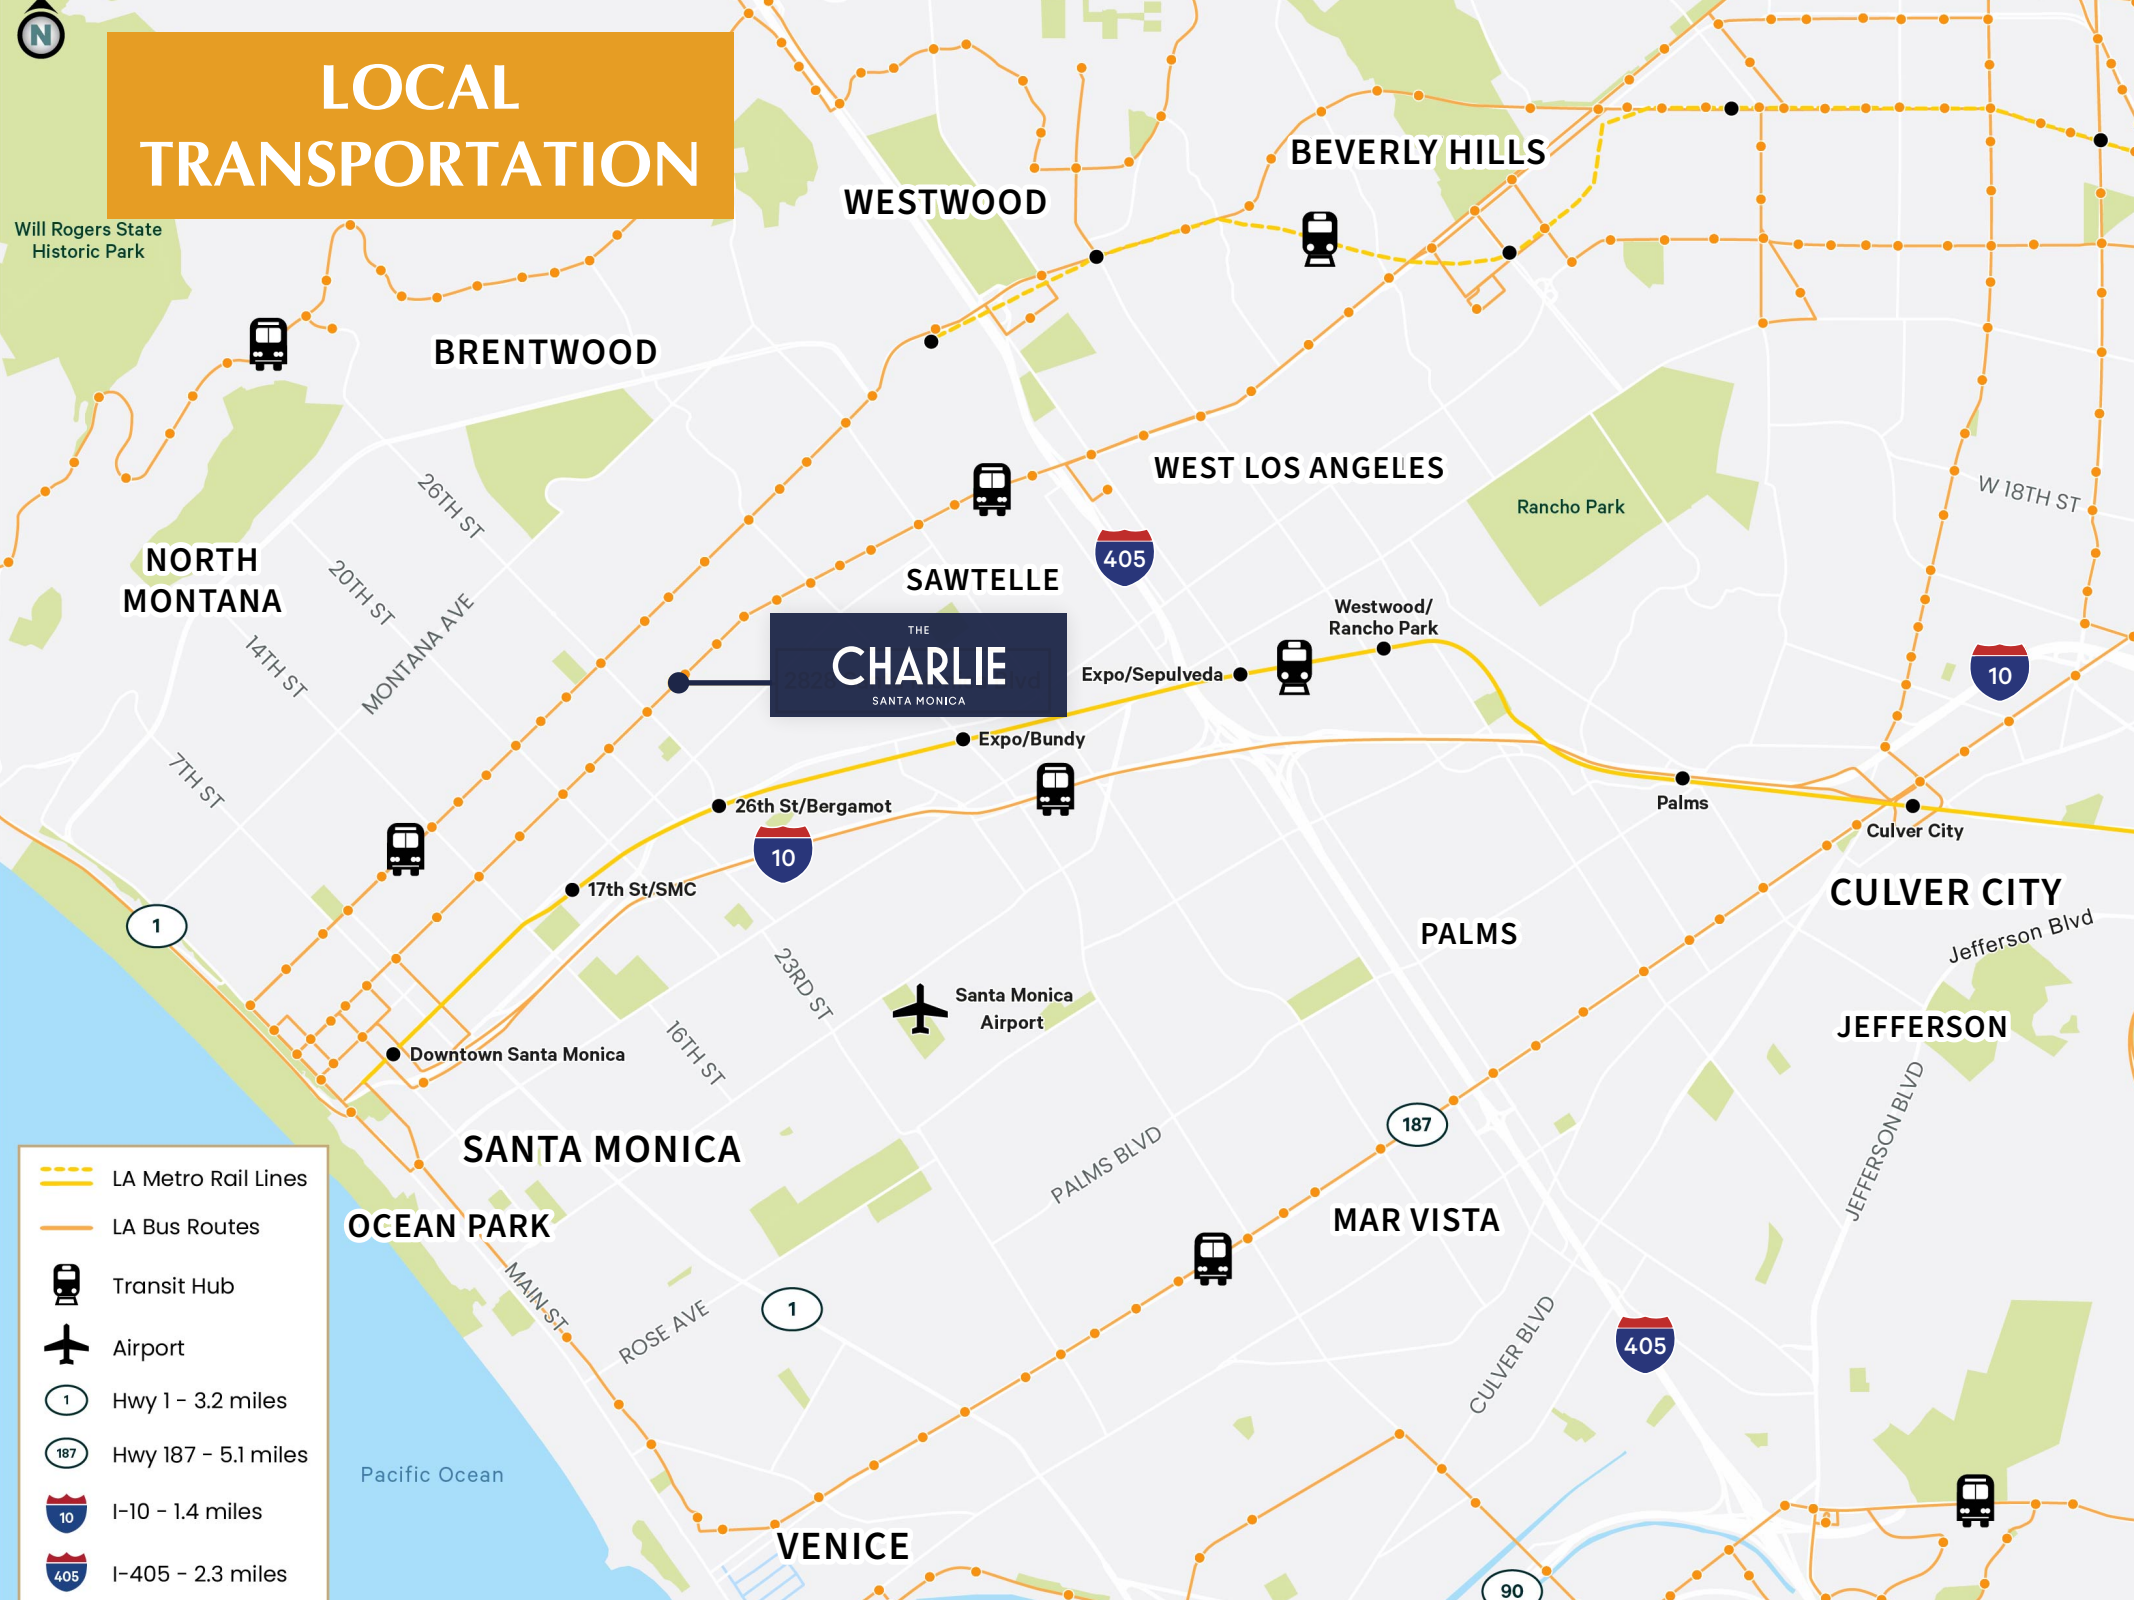 N
LOCAL
TRANSPORTATION
Will Rogers State
Historic Park
WESTWOOD
BEVERLY HILLS
BRENTWOOD
WEST LOS ANGELES
Rancho Park
W 18TH ST
26TH ST
NORTH
MONTANA
20TH ST
MONTANA AVE
14TH ST
7TH ST
SAWTELLE
405
THE
CHARLIE
SANTA MONICA
Westwood/
Rancho Park
Expo/Sepulveda
10
Expo/Bundy
26th St/Bergamot
10
17th St/SMC
Palms
Culver City
CULVER CITY
Jefferson Blvd
1
PALMS
23RD ST
Santa Monica
Airport
JEFFERSON
16TH ST
Downtown Santa Monica
SANTA MONICA
187
PALMS BLVD
JEFFERSON BLVD
OCEAN PARK
MAR VISTA
MAIN ST
ROSE AVE
1
CULVER BLVD
405
Pacific Ocean
VENICE
90
LA Metro Rail Lines
LA Bus Routes
Transit Hub
Airport
1 Hwy 1 - 3.2 miles
187 Hwy 187 - 5.1 miles
10 I-10 - 1.4 miles
405 I-405 - 2.3 miles